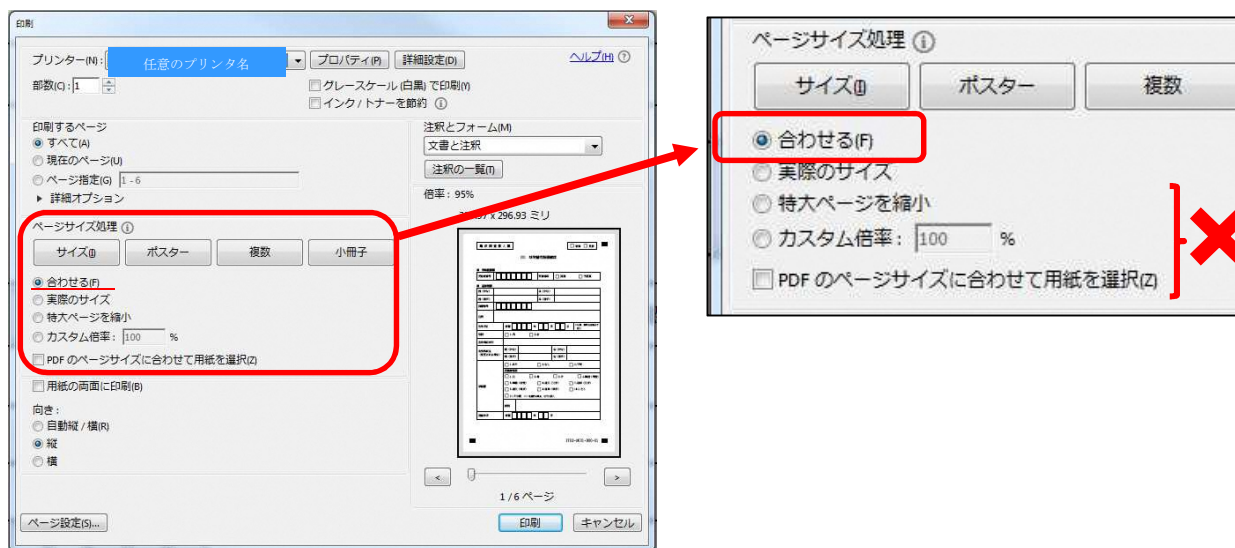 印刷
プリンター(N): 任意のプリンタ名 プロパティ(P) 詳細設定(D) ヘルプ(H)
部数(C): 1 グレースケール (白黒) で印刷(Y)
インク / トナーを節約
印刷するページ
すべて(A)
現在のページ(U)
ページ指定(G) 1 - 6
詳細オプション
ページサイズ処理
サイズ(I) ポスター 複数 小冊子
合わせる(F)
実際のサイズ
特大ページを縮小
カスタム倍率: 100 %
PDF のページサイズに合わせて用紙を選択(Z)
用紙の両面に印刷(B)
向き:
自動縦 / 横(R)
縦
横
注釈とフォーム(M)
文書と注釈
注釈の一覧(T)
倍率: 95%
x 296.93 ミリ
< >
1 / 6 ページ
ページ設定(S)... 印刷 キャンセル
ページサイズ処理
サイズ(I) ポスター 複数
合わせる(F)
実際のサイズ
特大ページを縮小
カスタム倍率: 100 %
PDF のページサイズに合わせて用紙を選択(Z)